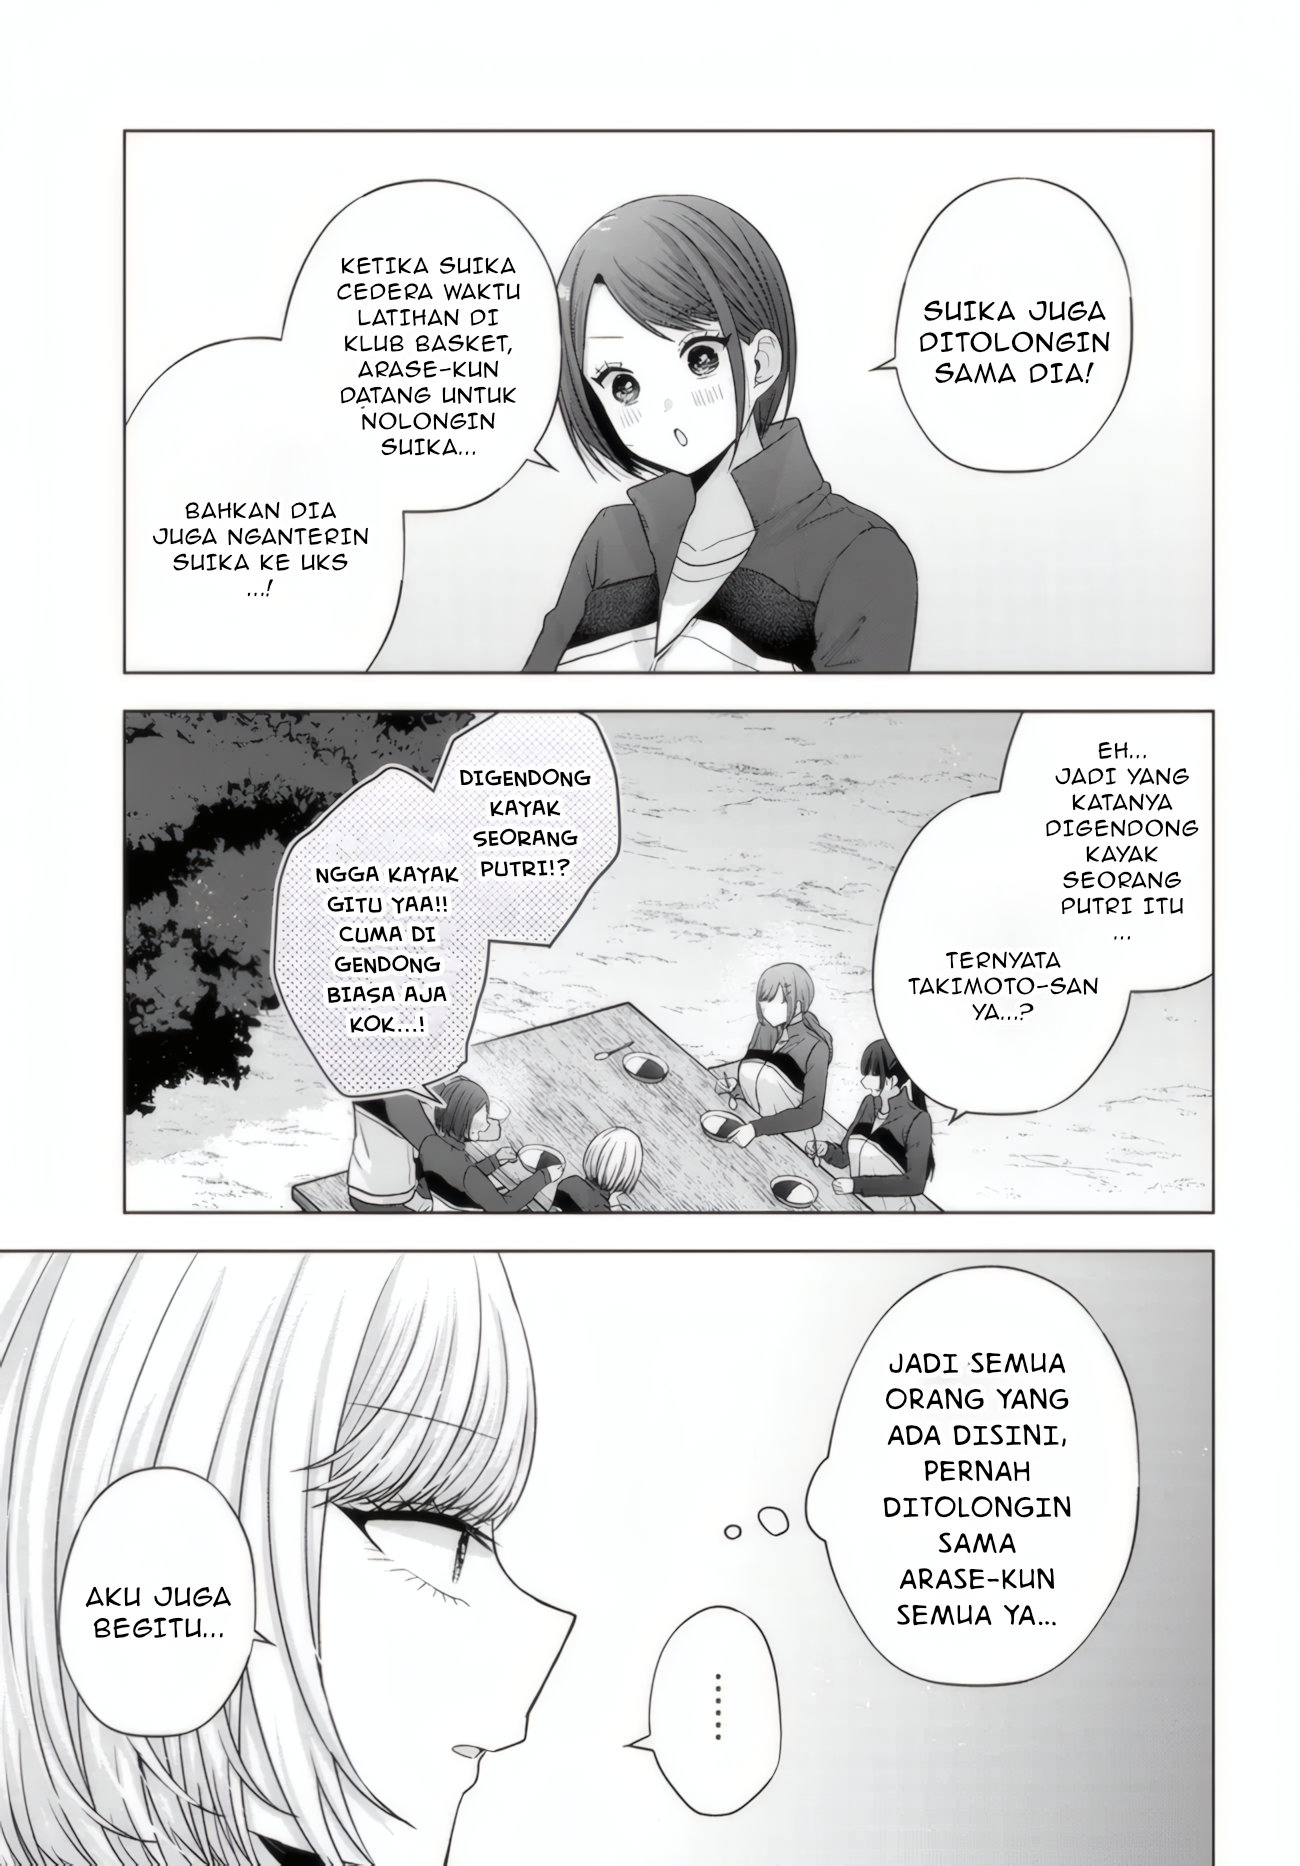 SUIKA JUGA
DITOLONGIN
SAMA DIA!
KETIKA SUIKA
CEDERA WAKTU
LATIHAN DI
KLUB BASKET,
ARASE-KUN
DATANG UNTUK
NOLONGIN
SUIKA...
BAHKAN DIA
JUGA NGANTERIN
SUIKA KE UKS
...!
EH...
JADI YANG
KATANYA
DIGENDONG
KAYAK
SEORANG
PUTRI ITU
...
TERNYATA
TAKIMOTO-SAN
YA...?
DIGENDONG
KAYAK
SEORANG
PUTRI!?
NGGA KAYAK
GITU YAA!!
CUMA DI
GENDONG
BIASA AJA
KOK...!
JADI SEMUA
ORANG YANG
ADA DISINI,
PERNAH
DITOLONGIN
SAMA
ARASE-KUN
SEMUA YA...
.......
AKU JUGA
BEGITU...